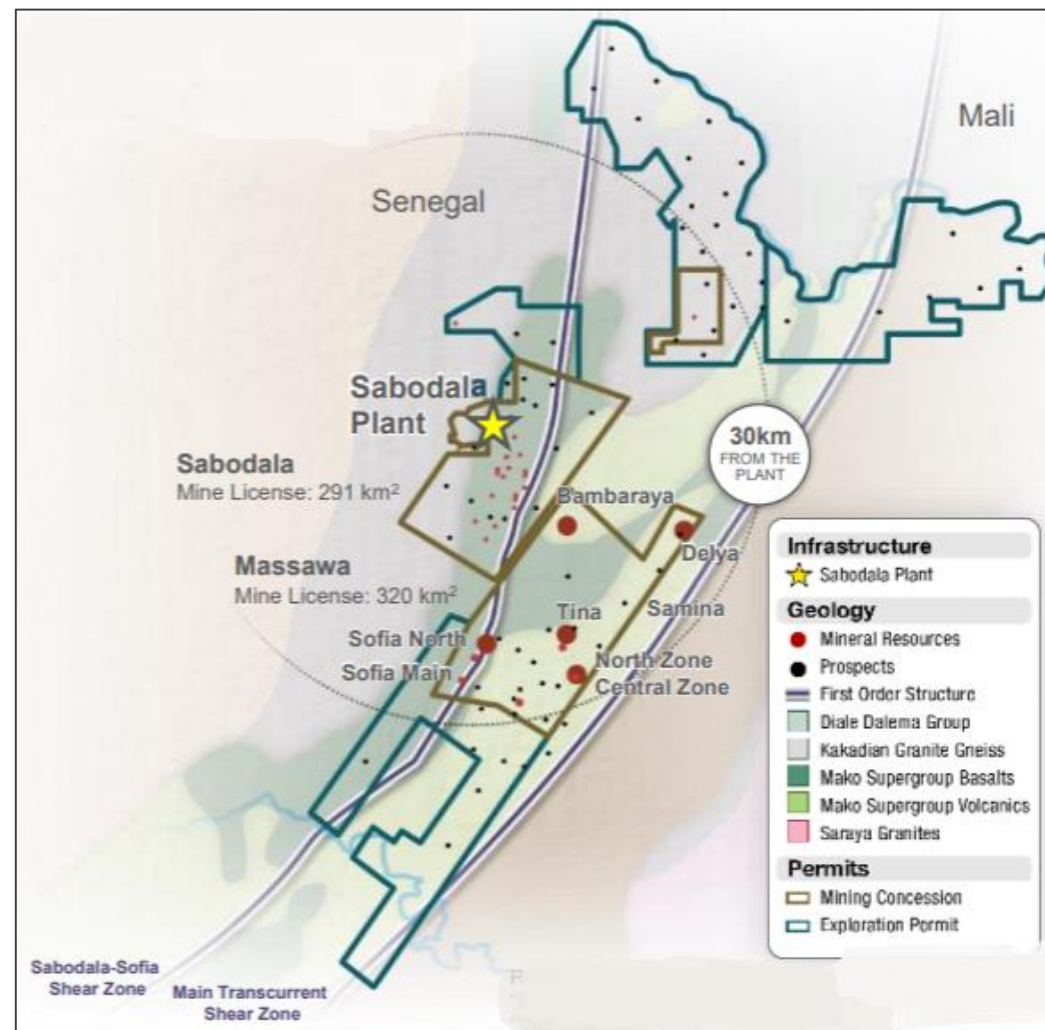 Mali
Senegal
Sabodala
Plant
30km
FROM THE
PLANT
Sabodala
Mine License: 291 km²
Bambaraya
Delya
Massawa
Mine License: 320 km²
Tina
Samina
Sofia North
Sofia Main
North Zone
Central Zone
Infrastructure
Sabodala Plant
Geology
Mineral Resources
Prospects
First Order Structure
Diale Dalema Group
Kakadian Granite Gneiss
Mako Supergroup Basalts
Mako Supergroup Volcanics
Saraya Granites
Permits
Mining Concession
Exploration Permit
Sabodala-Sofia
Shear Zone
Main Transcurrent
Shear Zone